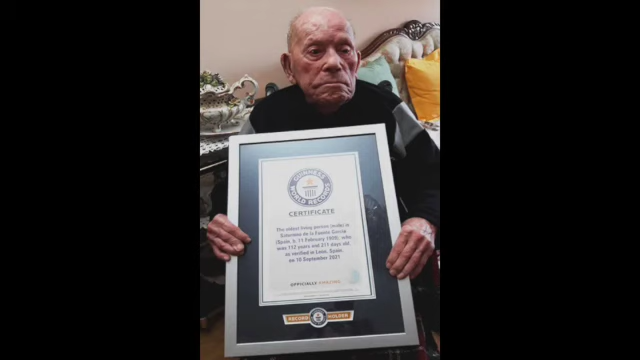 GUINNESS
WORLD RECORDS
CERTIFICATE
The oldest living person (male) is
Saturnino de la Fuente García
(Spain, b. 11 February 1909), who
was 112 years and 211 days old,
as verified in León, Spain,
on 10 September 2021
OFFICIALLY AMAZING
RECORD HOLDER